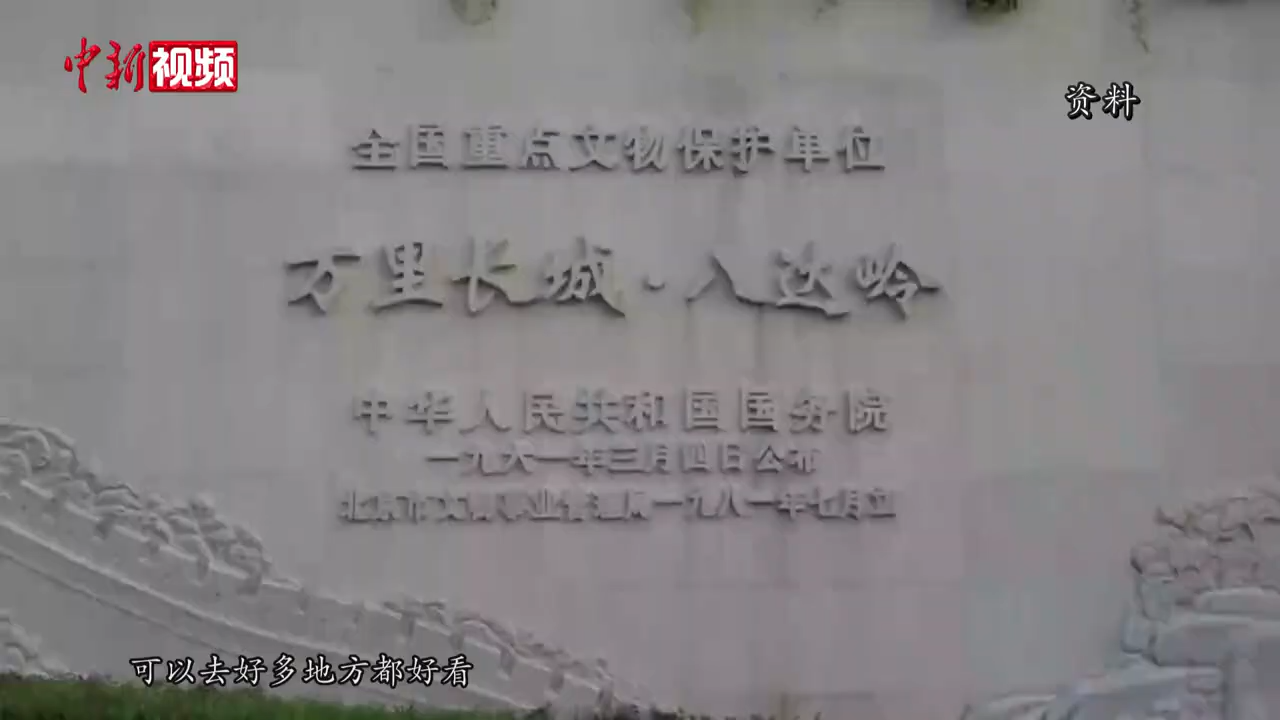 中新视频
资料
全国重点文物保护单位
万里长城·八达岭
中华人民共和国国务院
一九六一年三月四日公布
北京市文物事业管理局一九八一年七月立
可以去好多地方都好看